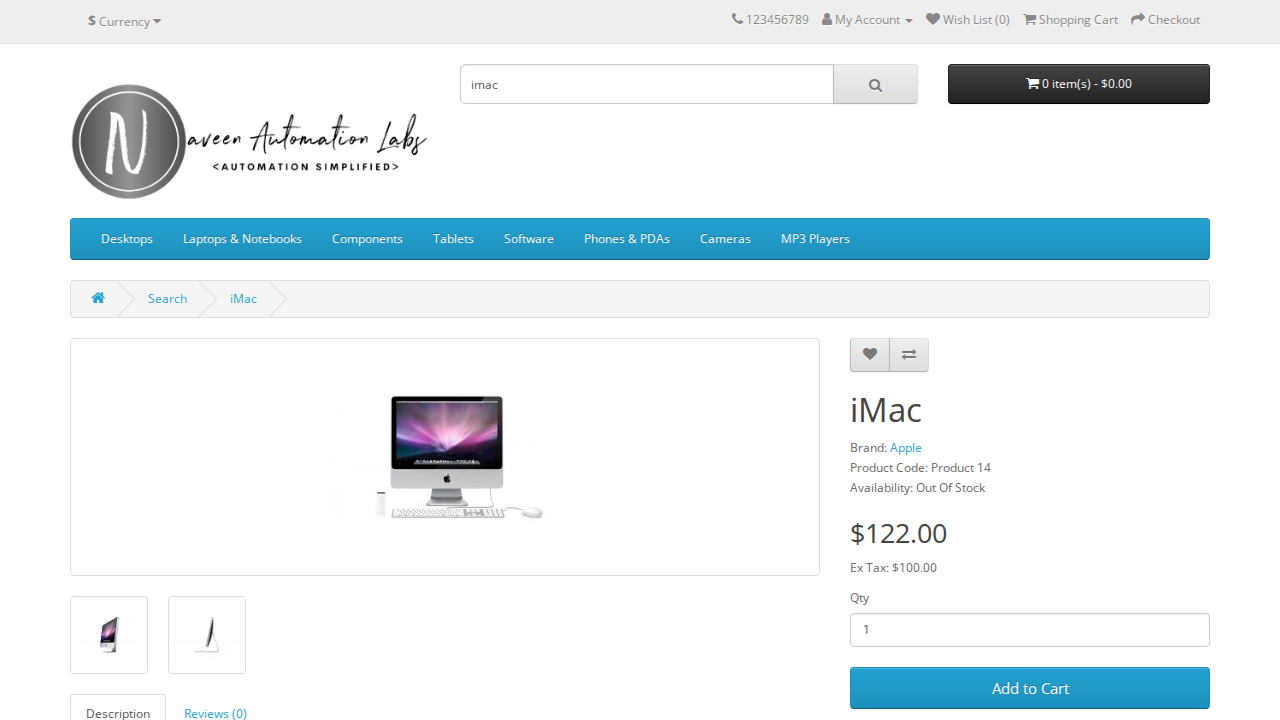 $ Currency
123456789 My Account Wish List (0) Shopping Cart Checkout
imac
0 item(s) - $0.00
N
aveen Automation Labs
<AUTOMATION SIMPLIFIED>
Desktops Laptops & Notebooks Components Tablets Software Phones & PDAs Cameras MP3 Players
Search iMac
iMac
Brand: Apple
Product Code: Product 14
Availability: Out Of Stock
$122.00
Ex Tax: $100.00
Qty
1
Add to Cart
Description Reviews (0)